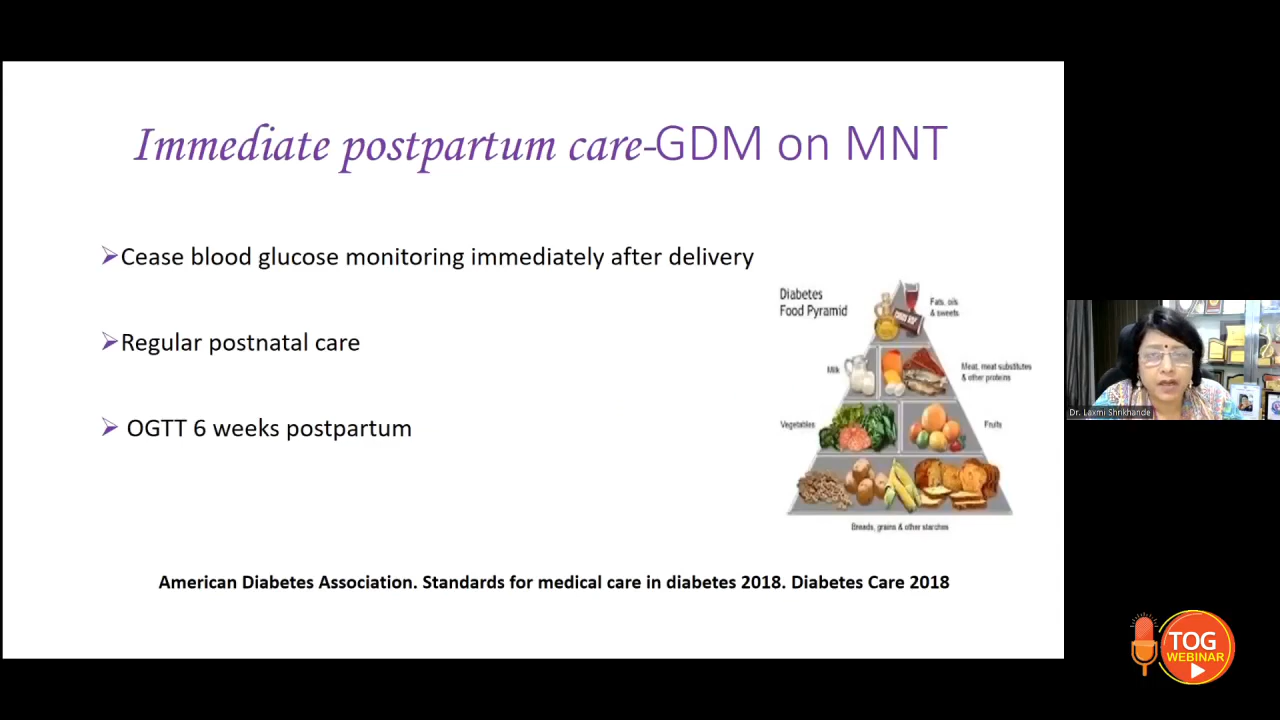 Immediate postpartum care-GDM on MNT
➢Cease blood glucose monitoring immediately after delivery
➢Regular postnatal care
➢ OGTT 6 weeks postpartum
Diabetes
Food Pyramid
Fats, oils
& sweets
Milk
Meat, meat substitutes
& other proteins
Vegetables
Fruits
Breads, grains & other starches
American Diabetes Association. Standards for medical care in diabetes 2018. Diabetes Care 2018
Dr. Laxmi Shrikhande
TOG
WEBINAR